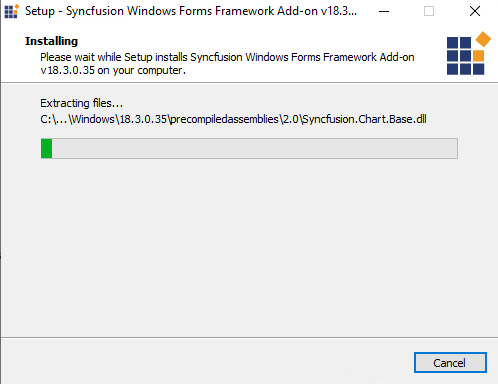 Setup - Syncfusion Windows Forms Framework Add-on v18.3...
Installing
Please wait while Setup installs Syncfusion Windows Forms Framework Add-on
v18.3.0.35 on your computer.
Extracting files...
C:\...\Windows\18.3.0.35\precompiledassemblies\2.0\Syncfusion.Chart.Base.dll
Cancel